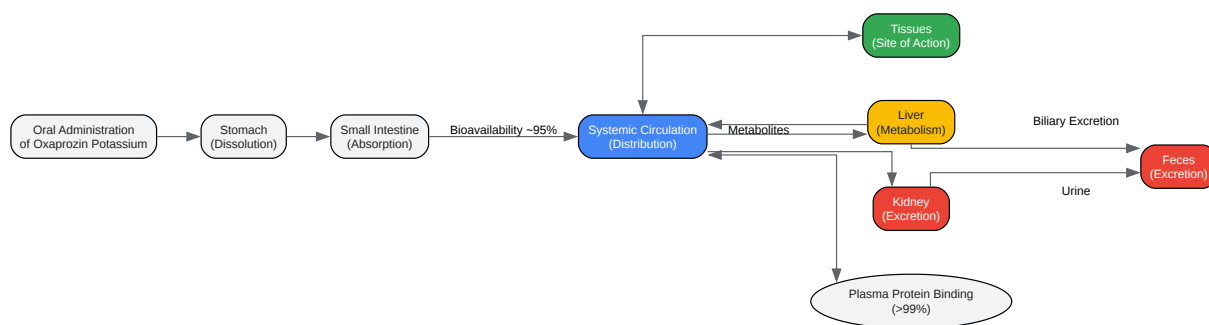 Oral Administration
of Oxaprozin Potassium
Stomach
(Dissolution)
Small Intestine
(Absorption)
Bioavailability ~95%
Systemic Circulation
(Distribution)
Tissues
(Site of Action)
Metabolites
Liver
(Metabolism)
Kidney
(Excretion)
Biliary Excretion
Urine
Feces
(Excretion)
Plasma Protein Binding
(>99%)